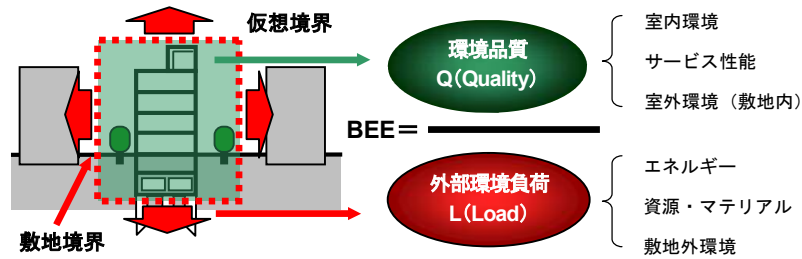 仮想境界
環境品質
Q(Quality)
室内環境
サービス性能
室外環境（敷地内）
BEE＝
外部環境負荷
L(Load)
エネルギー
資源・マテリアル
敷地外環境
敷地境界